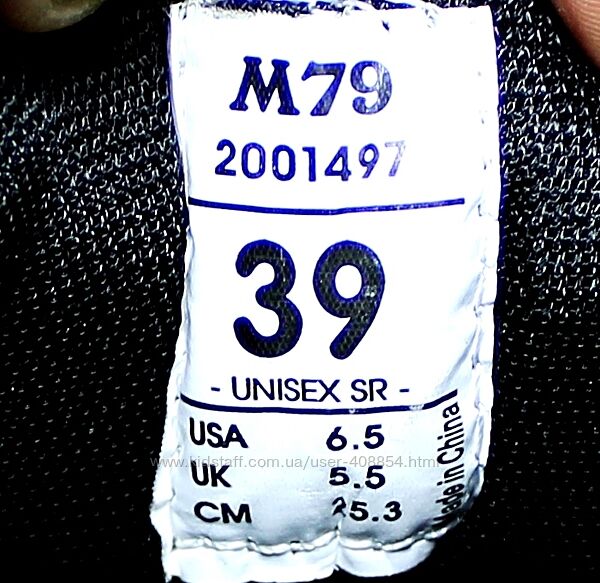 M79
2001497
39
- UNISEX SR -
USA 6.5
UK 5.5
CM 25.3
Made in China
www.kidstaff.com.ua/user-408854.html